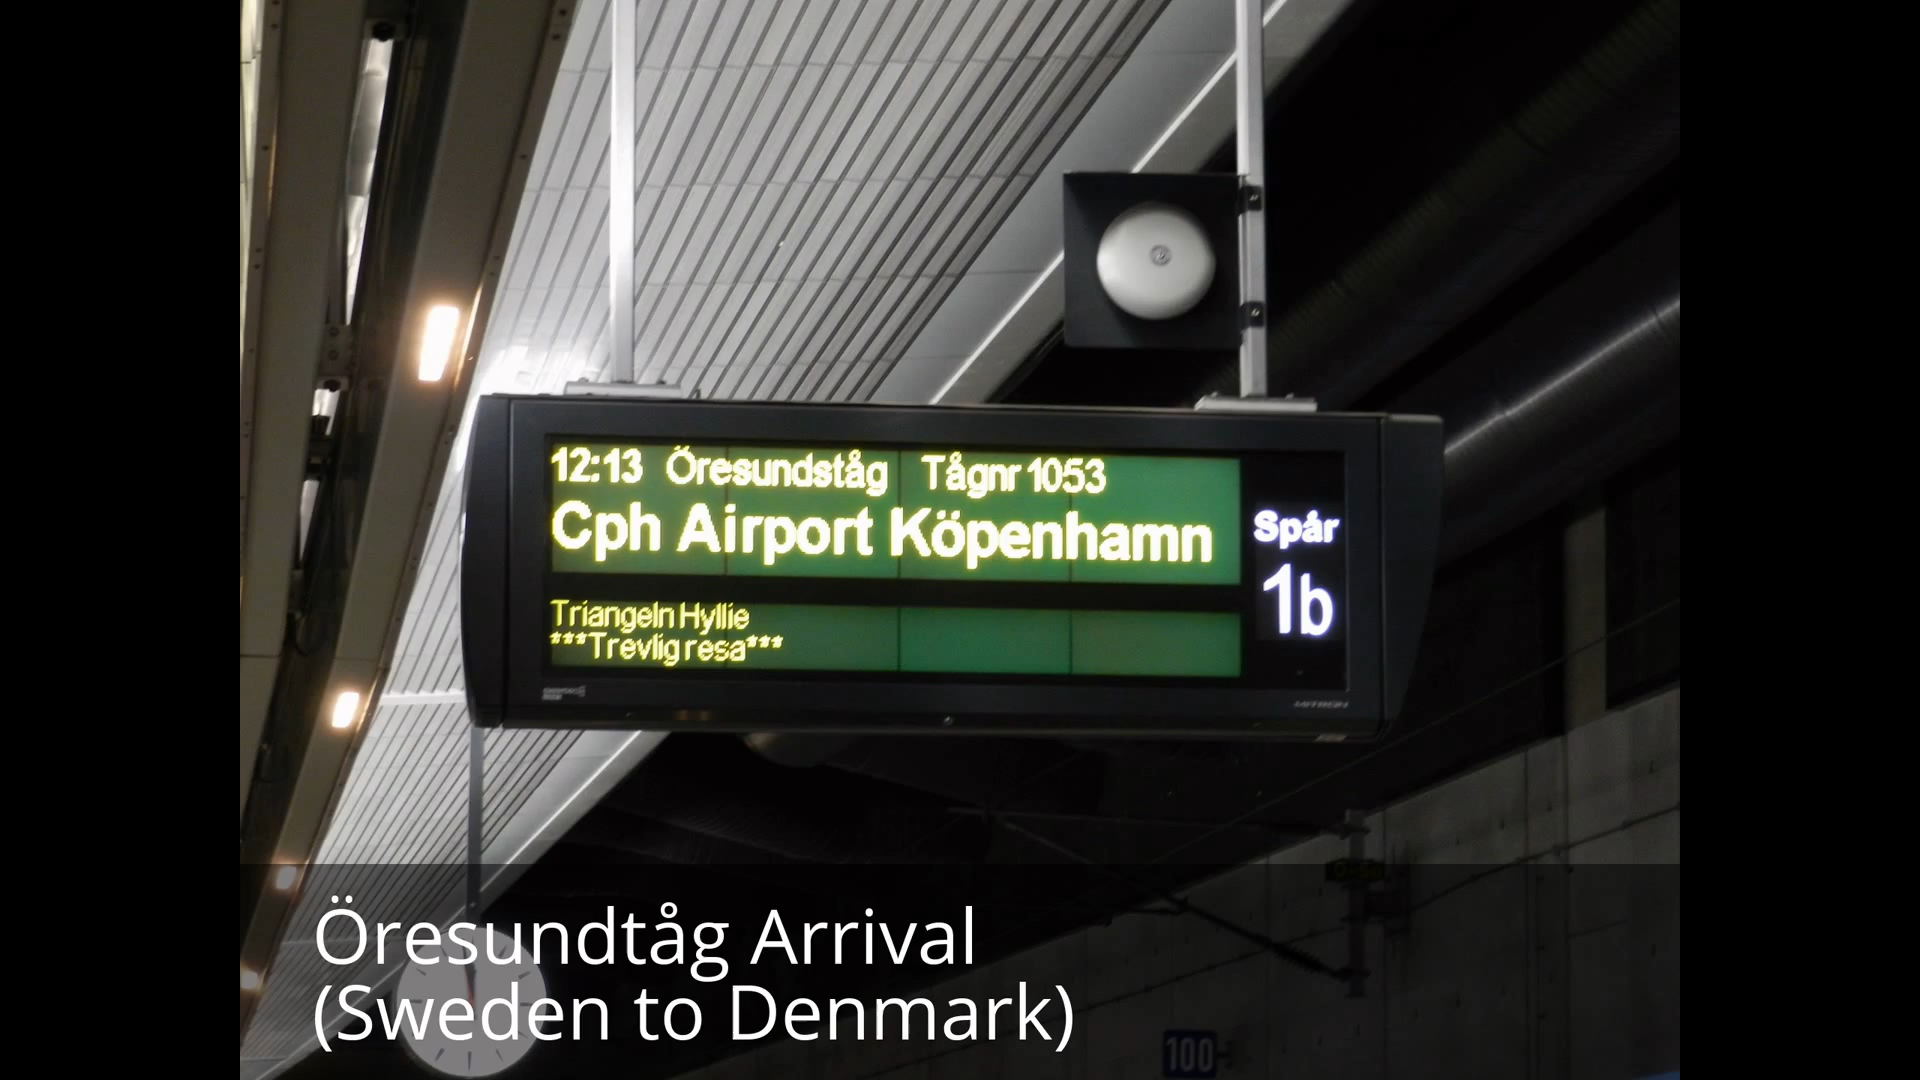 12:13 Öresundståg Tågnr 1053
Cph Airport Köpenhamn
Spår
1b
Triangeln Hyllie
***Trevlig resa***
MITRON
Öresundtåg Arrival
(Sweden to Denmark)
100